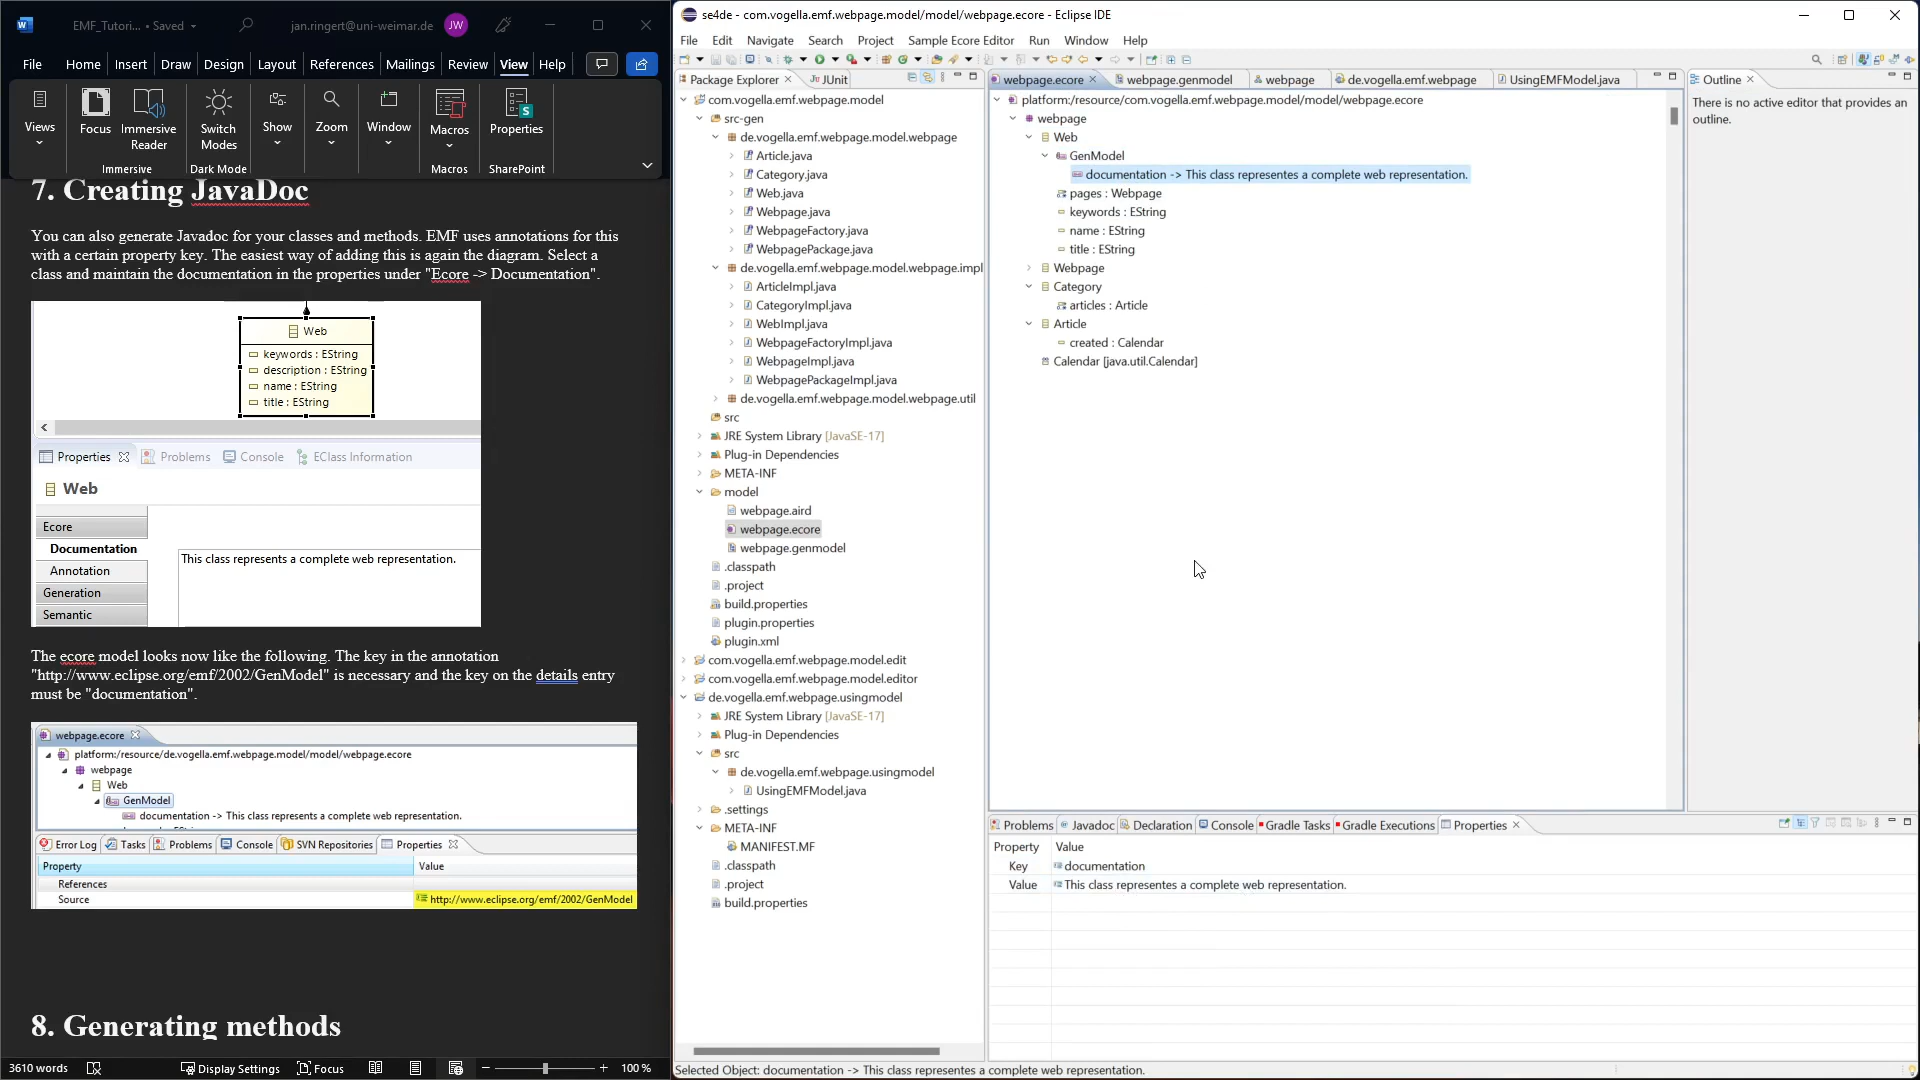 EMF_Tutori... • Saved
jan.ringert@uni-weimar.de
JW
File Home Insert Draw Design Layout References Mailings Review View Help
Views
Focus
Immersive Reader
Switch Modes
Show
Zoom
Window
Macros
Properties
Immersive
Dark Mode
Macros
SharePoint
7. Creating JavaDoc
You can also generate Javadoc for your classes and methods. EMF uses annotations for this
with a certain property key. The easiest way of adding this is again the diagram. Select a
class and maintain the documentation in the properties under "Ecore -> Documentation".
Web
keywords : EString
description : EString
name : EString
title : EString
Properties Problems Console EClass Information
Web
Ecore
Documentation
This class represents a complete web representation.
Annotation
Generation
Semantic
The ecore model looks now like the following. The key in the annotation
"http://www.eclipse.org/emf/2002/GenModel" is necessary and the key on the details entry
must be "documentation".
webpage.ecore
platform:/resource/de.vogella.emf.webpage.model/model/webpage.ecore
webpage
Web
GenModel
documentation -> This class represents a complete web representation.
Error Log Tasks Problems Console SVN Repositories Properties
Property Value
References
Source http://www.eclipse.org/emf/2002/GenModel
8. Generating methods
3610 words Display Settings Focus 100 %
se4de - com.vogella.emf.webpage.model/model/webpage.ecore - Eclipse IDE
File Edit Navigate Search Project Sample Ecore Editor Run Window Help
Package Explorer JUnit
com.vogella.emf.webpage.model
src-gen
de.vogella.emf.webpage.model.webpage
Article.java
Category.java
Web.java
Webpage.java
WebpageFactory.java
WebpagePackage.java
de.vogella.emf.webpage.model.webpage.impl
ArticleImpl.java
CategoryImpl.java
WebImpl.java
WebpageFactoryImpl.java
WebpageImpl.java
WebpagePackageImpl.java
de.vogella.emf.webpage.model.webpage.util
src
JRE System Library [JavaSE-17]
Plug-in Dependencies
META-INF
model
webpage.aird
webpage.ecore
webpage.genmodel
.classpath
.project
build.properties
plugin.properties
plugin.xml
com.vogella.emf.webpage.model.edit
com.vogella.emf.webpage.model.editor
de.vogella.emf.webpage.usingmodel
JRE System Library [JavaSE-17]
Plug-in Dependencies
src
de.vogella.emf.webpage.usingmodel
UsingEMFModel.java
.settings
META-INF
MANIFEST.MF
.classpath
.project
build.properties
webpage.ecore webpage.genmodel webpage de.vogella.emf.webpage UsingEMFModel.java
platform:/resource/com.vogella.emf.webpage.model/model/webpage.ecore
webpage
Web
GenModel
documentation -> This class representes a complete web representation.
pages : Webpage
keywords : EString
name : EString
title : EString
Webpage
Category
articles : Article
Article
created : Calendar
Calendar [java.util.Calendar]
Outline
There is no active editor that provides an
outline.
Problems Javadoc Declaration Console Gradle Tasks Gradle Executions Properties
Property Value
Key documentation
Value This class representes a complete web representation.
Selected Object: documentation -> This class representes a complete web representation.